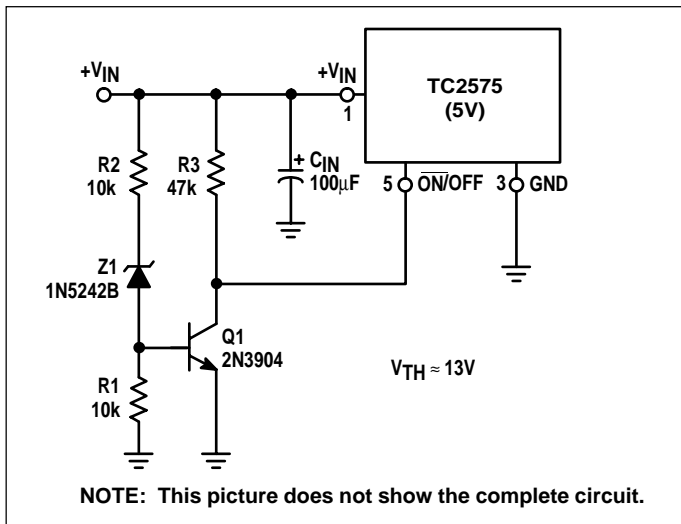 +VIN
+VIN
1
TC2575
(5V)
R2
10k
R3
47k
+ CIN
100µF
5
O̅N̅/OFF
3
GND
Z1
1N5242B
Q1
2N3904
VTH ≈ 13V
R1
10k
NOTE: This picture does not show the complete circuit.